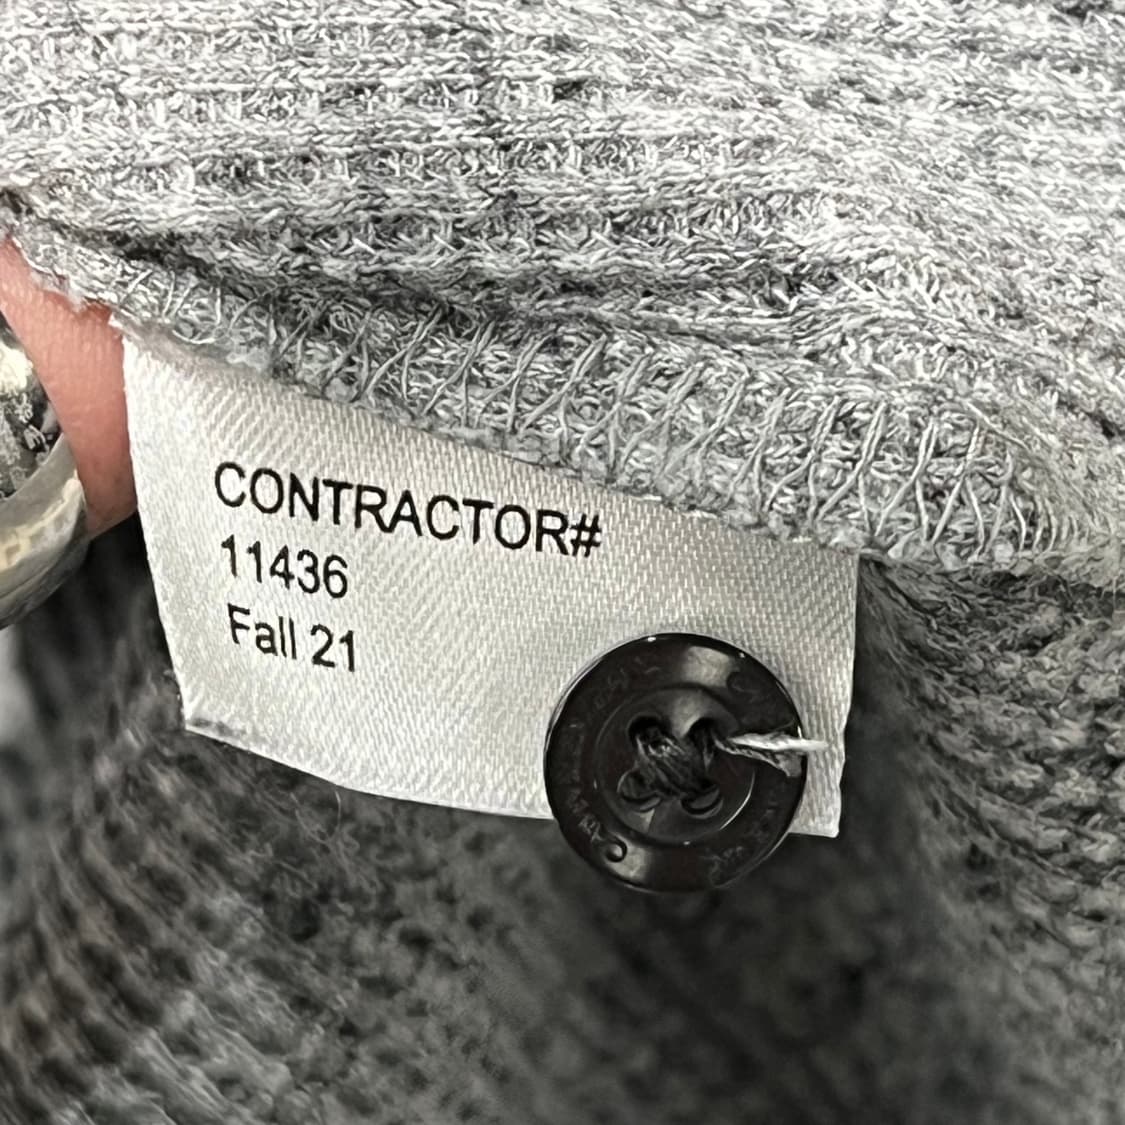 CONTRACTOR#
11436
Fall 21